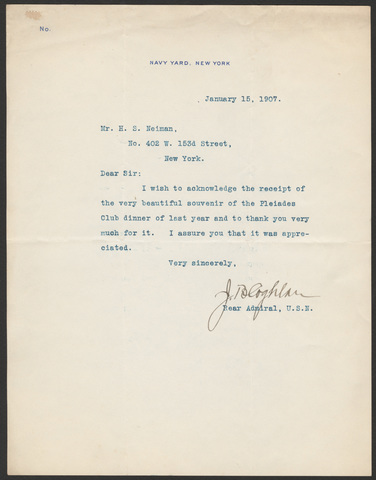 No.
NAVY YARD, NEW YORK
January 15, 1907.
Mr. H. S. Neiman,
No. 402 W. 153d Street,
New York.
Dear Sir:
I wish to acknowledge the receipt of
the very beautiful souvenir of the Pleiades
Club dinner of last year and to thank you very
much for it. I assure you that it was appre-
ciated.
Very sincerely,
J. B. Coghlan
Rear Admiral, U.S.N.